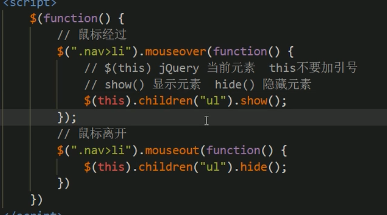 <script>
$(function() {
// 鼠标经过
$(".nav>li").mouseover(function() {
// $(this) jQuery 当前元素  this不要加引号
// show() 显示元素  hide() 隐藏元素
$(this).children("ul").show();
});
// 鼠标离开
$(".nav>li").mouseout(function() {
$(this).children("ul").hide();
})
})
</script>